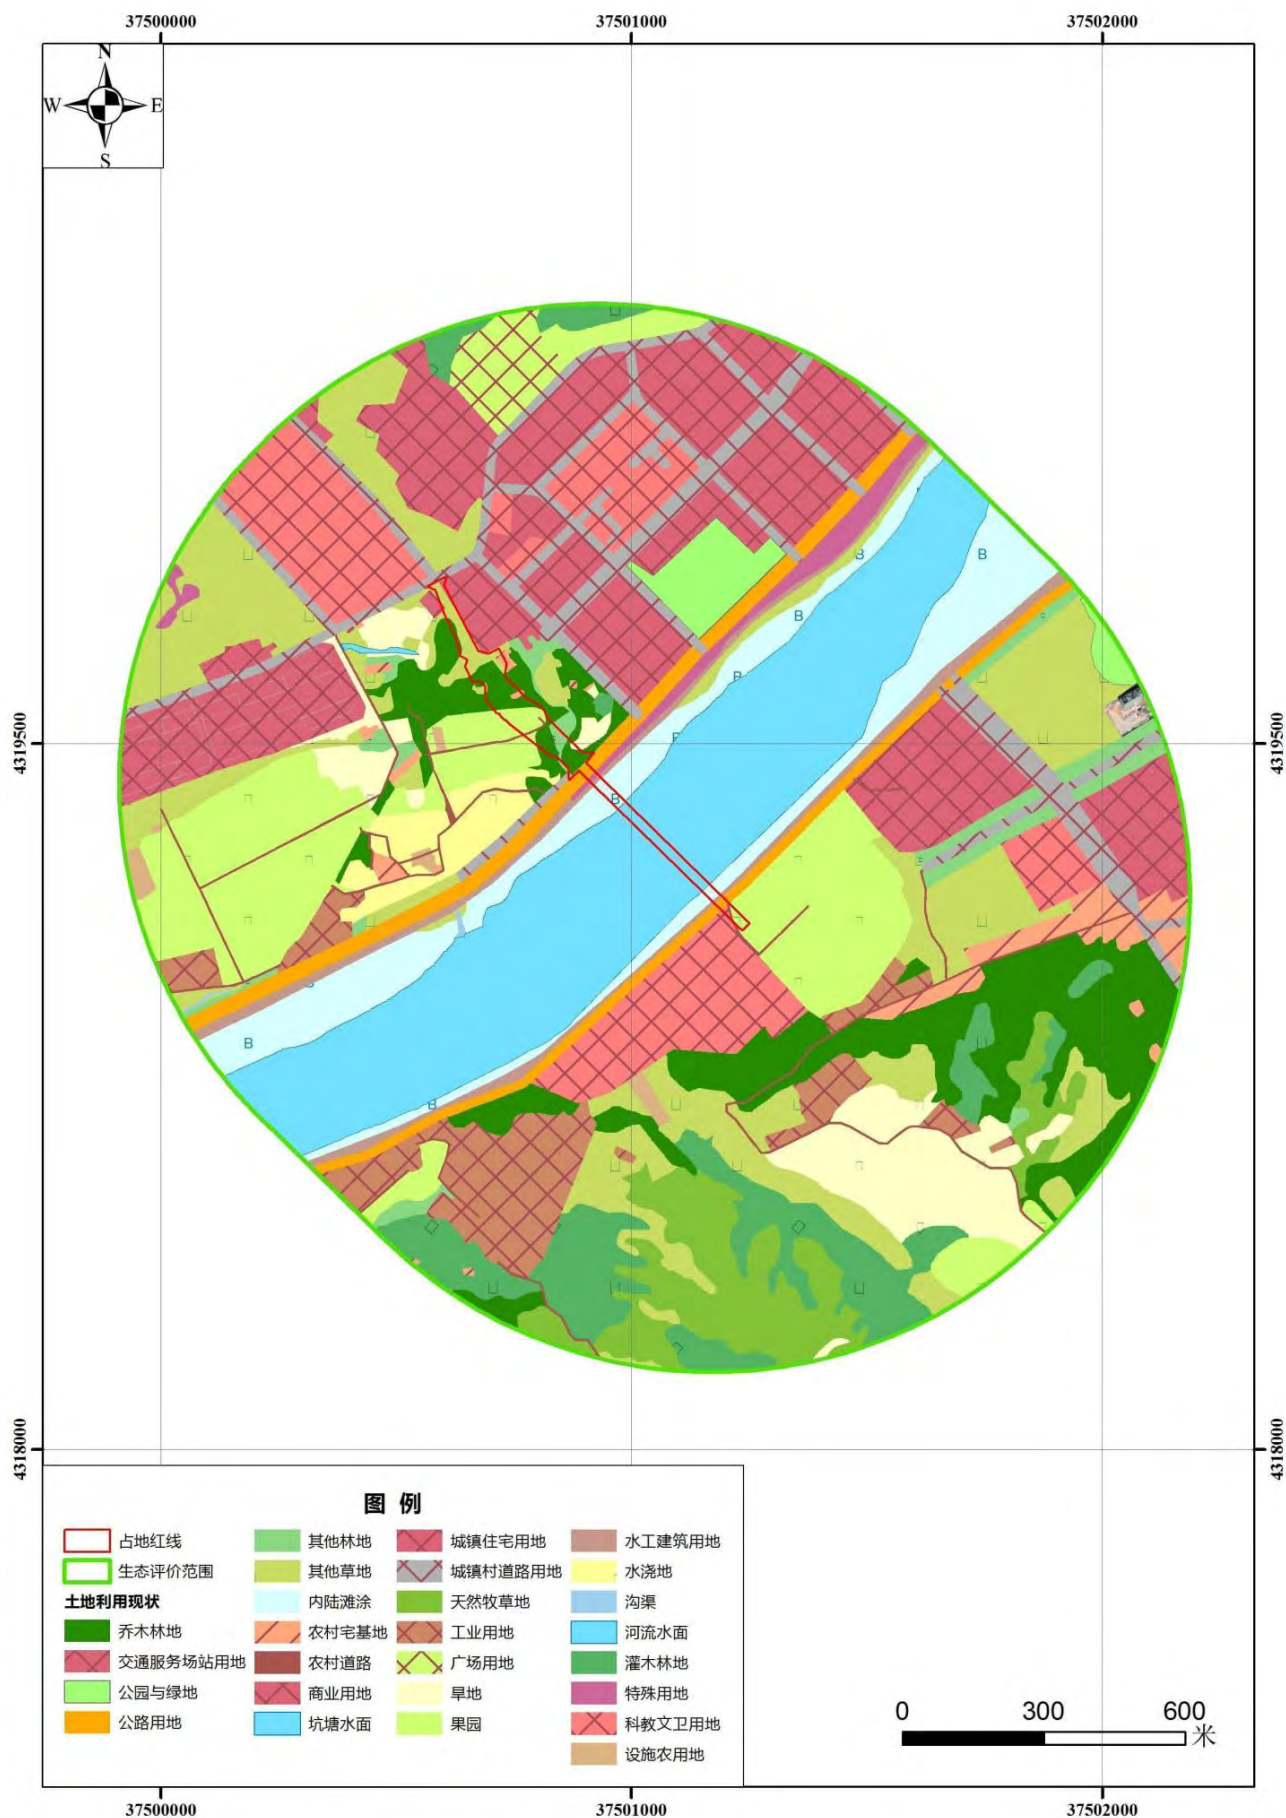 37500000 37501000 37502000
N
W E
S
B
B
B
B
B
B
B
B
4319500 4319500
4318000 4318000
图 例
占地红线
生态评价范围
土地利用现状
乔木林地
交通服务场站用地
公园与绿地
公路用地
其他林地
其他草地
内陆滩涂
农村宅基地
农村道路
商业用地
坑塘水面
城镇住宅用地
城镇村道路用地
天然牧草地
工业用地
广场用地
旱地
果园
水工建筑用地
水浇地
沟渠
河流水面
灌木林地
特殊用地
科教文卫用地
设施农用地
0 300 600
米
37500000 37501000 37502000